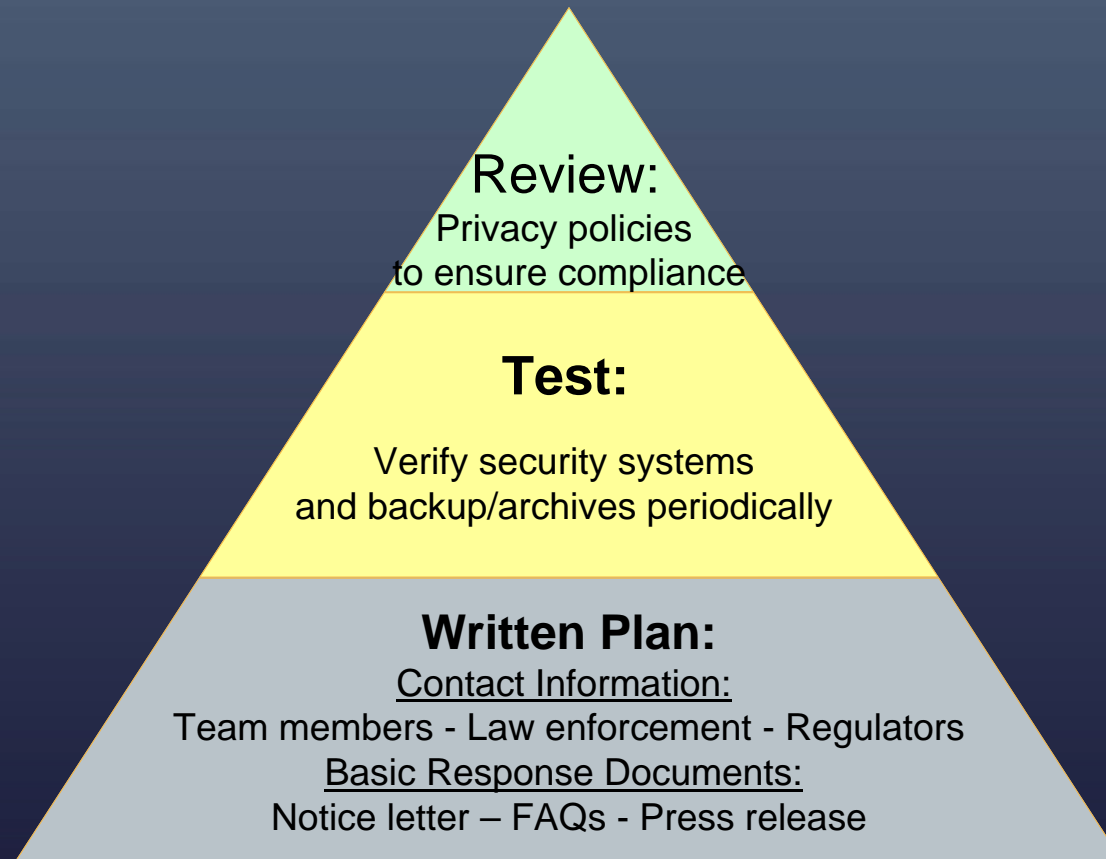 Review:
Privacy policies
to ensure compliance
Test:
Verify security systems
and backup/archives periodically
Written Plan:
Contact Information:
Team members - Law enforcement - Regulators
Basic Response Documents:
Notice letter – FAQs - Press release